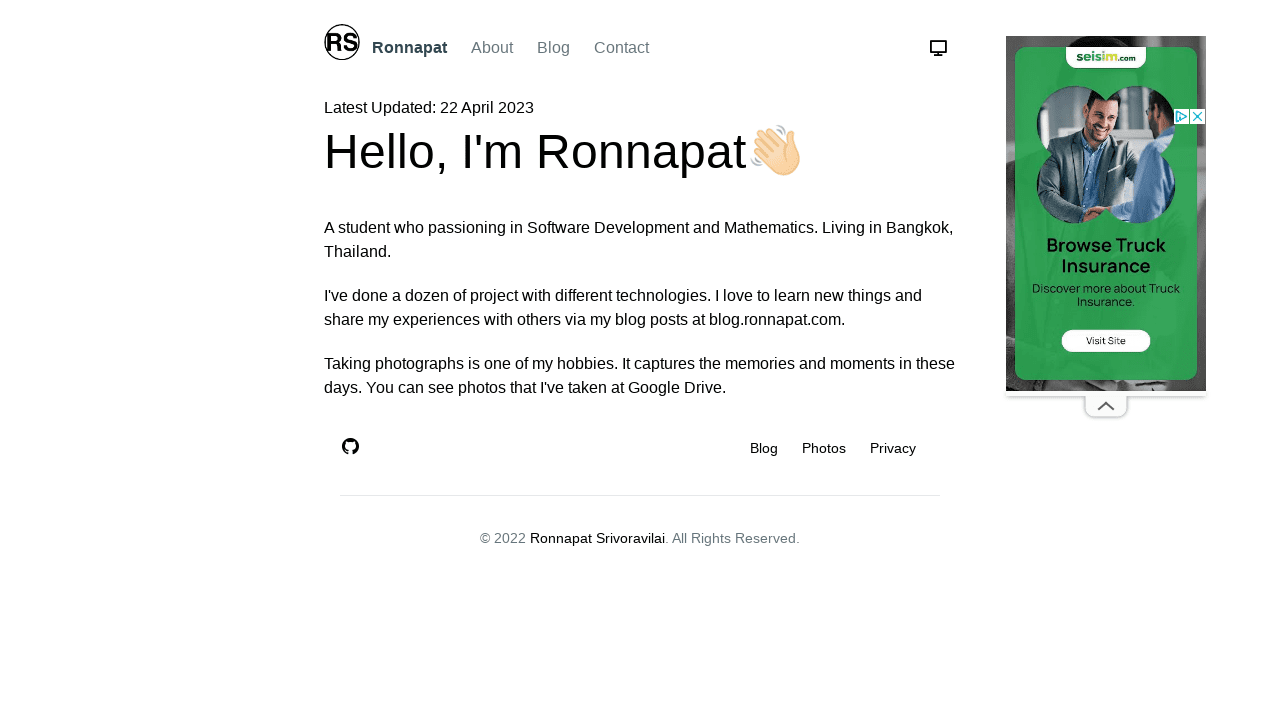 RS
Ronnapat
About
Blog
Contact
Latest Updated: 22 April 2023
Hello, I'm Ronnapat👋🏻
A student who passioning in Software Development and Mathematics. Living in Bangkok,
Thailand.
I've done a dozen of project with different technologies. I love to learn new things and
share my experiences with others via my blog posts at blog.ronnapat.com.
Taking photographs is one of my hobbies. It captures the memories and moments in these
days. You can see photos that I've taken at Google Drive.
Blog
Photos
Privacy
© 2022 Ronnapat Srivoravilai. All Rights Reserved.
seisim.com
Browse Truck
Insurance
Discover more about Truck
Insurance.
Visit Site